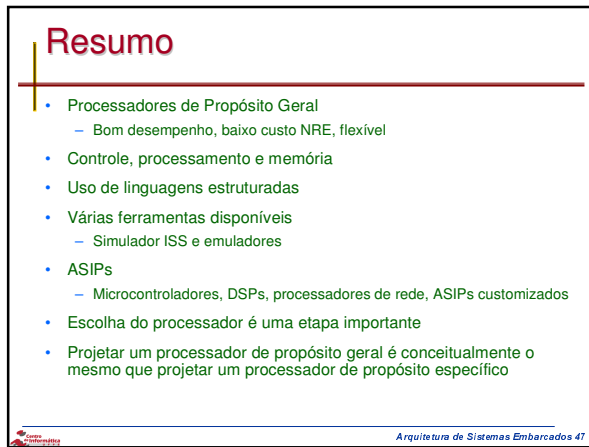 Resumo
• Processadores de Propósito Geral
– Bom desempenho, baixo custo NRE, flexível
• Controle, processamento e memória
• Uso de linguagens estruturadas
• Várias ferramentas disponíveis
– Simulador ISS e emuladores
• ASIPs
– Microcontroladores, DSPs, processadores de rede, ASIPs customizados
• Escolha do processador é uma etapa importante
• Projetar um processador de propósito geral é conceitualmente o
mesmo que projetar um processador de propósito específico
Centro
de Informática
Arquitetura de Sistemas Embarcados 47